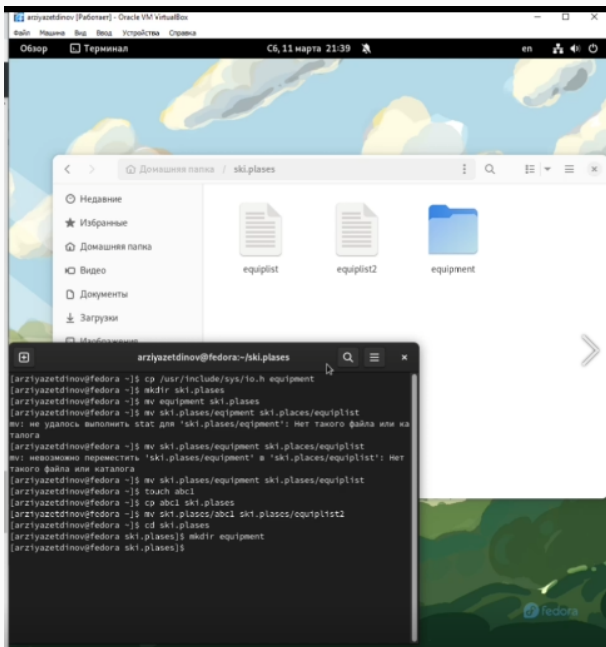 arziyazetdinov [Работает] - Oracle VM VirtualBox
Файл Машина Вид Ввод Устройства Справка
Обзор Терминал Сб, 11 марта 21:39 en
Домашняя папка / ski.plases
Недавние
Избранные
Домашняя папка
Видео
Документы
Загрузки
Изображения
equiplist equiplist2 equipment
arziyazetdinov@fedora:~/ski.plases
[arziyazetdinov@fedora ~]$ cp /usr/include/sys/io.h equipment
[arziyazetdinov@fedora ~]$ mkdir ski.plases
[arziyazetdinov@fedora ~]$ mv equipment ski.plases
[arziyazetdinov@fedora ~]$ mv ski.plases/eqipment ski.places/equiplist
mv: не удалось выполнить stat для 'ski.plases/eqipment': Нет такого файла или ка
талога
[arziyazetdinov@fedora ~]$ mv ski.plases/equipment ski.places/equiplist
mv: невозможно переместить 'ski.plases/equipment' в 'ski.places/equiplist': Нет
такого файла или каталога
[arziyazetdinov@fedora ~]$ mv ski.plases/equipment ski.plases/equiplist
[arziyazetdinov@fedora ~]$ touch abc1
[arziyazetdinov@fedora ~]$ cp abc1 ski.plases
[arziyazetdinov@fedora ~]$ mv ski.plases/abc1 ski.plases/equiplist2
[arziyazetdinov@fedora ~]$ cd ski.plases
[arziyazetdinov@fedora ski.plases]$ mkdir equipment
[arziyazetdinov@fedora ski.plases]$
fedora